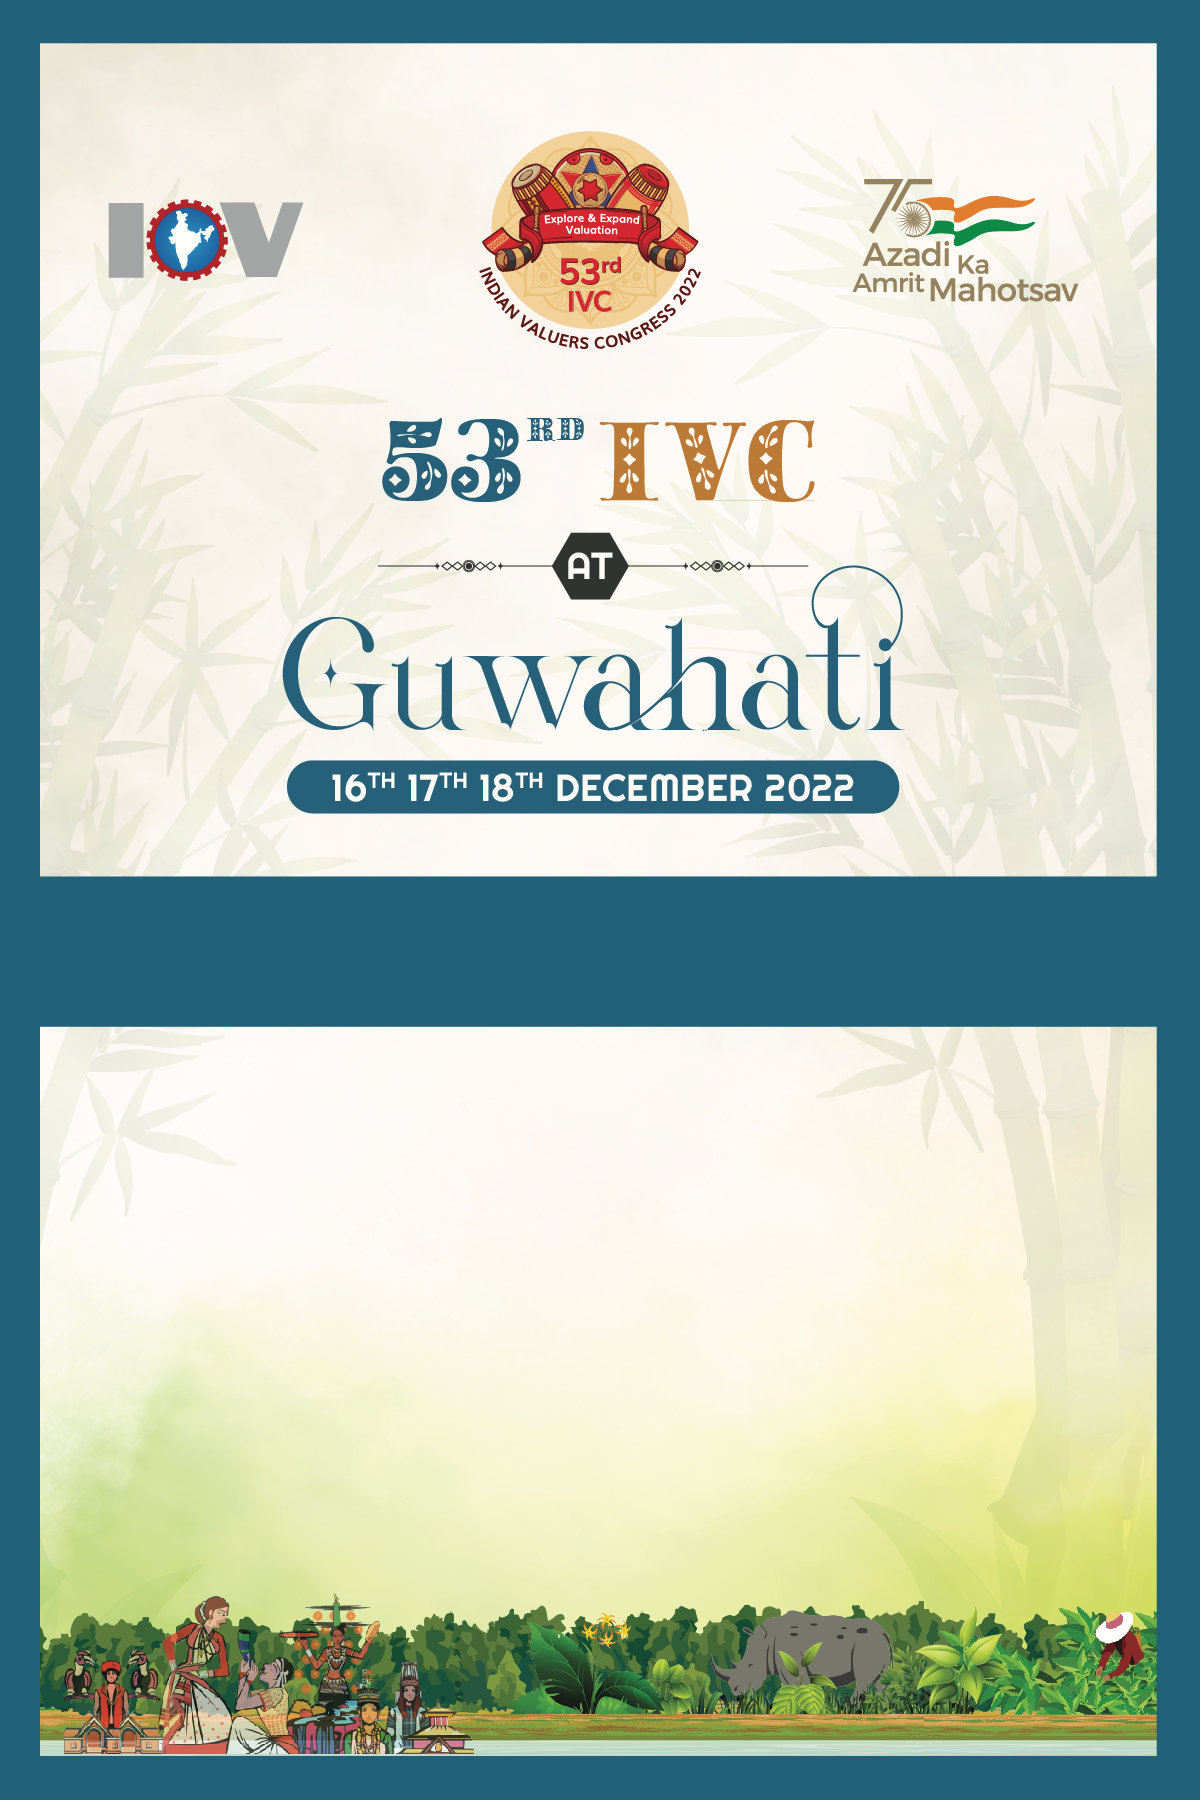 IOV
Explore & Expand
Valuation
53rd
IVC
INDIAN VALUERS CONGRESS 2022
75
Azadi Ka
Amrit Mahotsav
53RD IVC
AT
Guwahati
16TH 17TH 18TH DECEMBER 2022